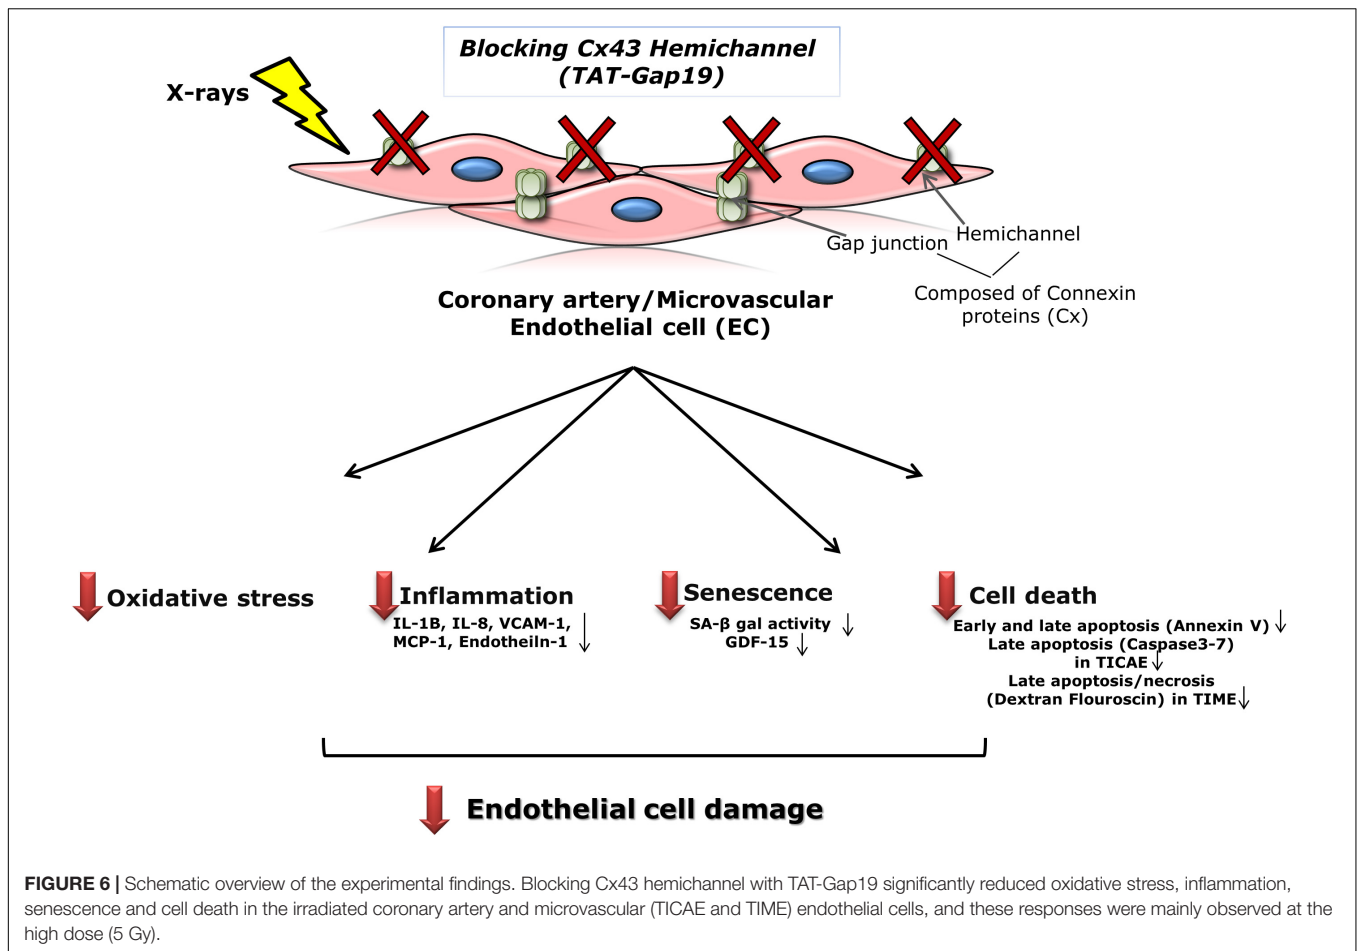 Blocking Cx43 Hemichannel
(TAT-Gap19)
X-rays
Gap junction
Hemichannel
Composed of Connexin
proteins (Cx)
Coronary artery/Microvascular
Endothelial cell (EC)
Oxidative stress
Inflammation
IL-1B, IL-8, VCAM-1,
MCP-1, Endotheiln-1
Senescence
SA-β gal activity
GDF-15
Cell death
Early and late apoptosis (Annexin V)
Late apoptosis (Caspase3-7)
in TICAE
Late apoptosis/necrosis
(Dextran Flouroscin) in TIME
Endothelial cell damage
FIGURE 6 | Schematic overview of the experimental findings. Blocking Cx43 hemichannel with TAT-Gap19 significantly reduced oxidative stress, inflammation,
senescence and cell death in the irradiated coronary artery and microvascular (TICAE and TIME) endothelial cells, and these responses were mainly observed at the
high dose (5 Gy).